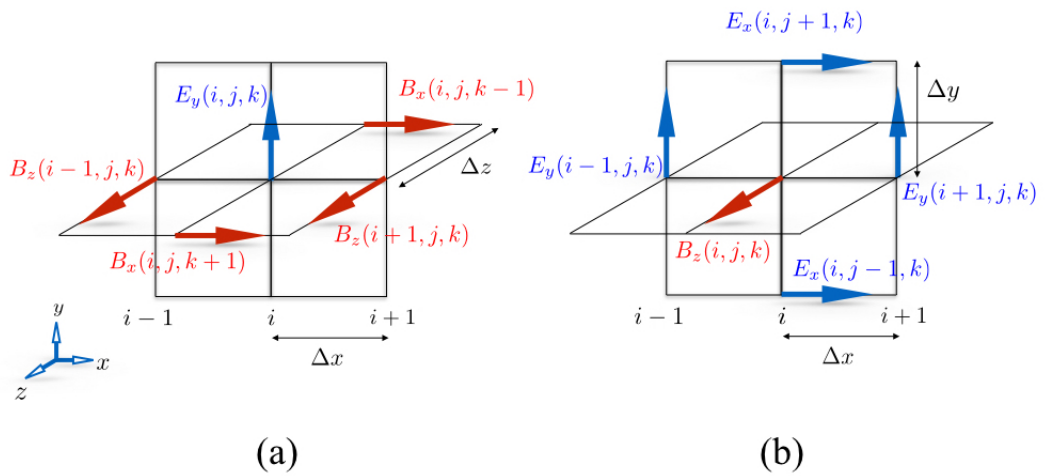 E_y(i, j, k)
B_x(i, j, k − 1)
Δz
B_z(i − 1, j, k)
B_z(i + 1, j, k)
B_x(i, j, k + 1)
i − 1
i
i + 1
Δx
y
x
z
(a)
E_x(i, j + 1, k)
Δy
E_y(i − 1, j, k)
E_y(i + 1, j, k)
B_z(i, j, k)
E_x(i, j − 1, k)
i − 1
i
i + 1
Δx
(b)